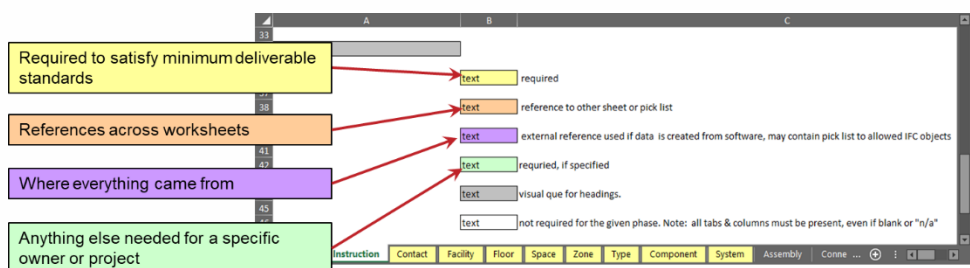 A B C
33
Required to satisfy minimum deliverable
standards
text required
38 text reference to other sheet or pick list
References across worksheets
text external reference used if data is created from software, may contain pick list to allowed IFC objects
41
42 text requried, if specified
Where everything came from
text visual que for headings.
45
text not required for the given phase. Note: all tabs & columns must be present, even if blank or "n/a"
Anything else needed for a specific
owner or project
Instruction Contact Facility Floor Space Zone Type Component System Assembly Conne ...